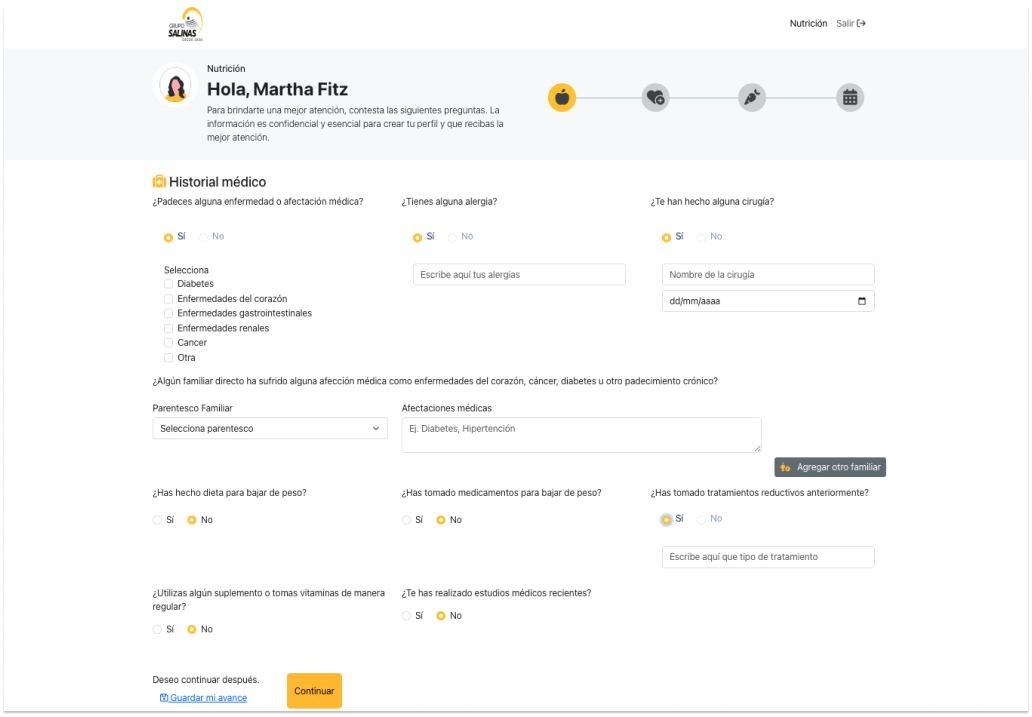 GRUPO
SALINAS
Nutrición Salir
Nutrición
Hola, Martha Fitz
Para brindarte una mejor atención, contesta las siguientes preguntas. La
información es confidencial y esencial para crear tu perfil y que recibas la
mejor atención.
Historial médico
¿Padeces alguna enfermedad o afectación médica?
¿Tienes alguna alergia?
¿Te han hecho alguna cirugía?
Sí No
Sí No
Sí No
Selecciona
Diabetes
Enfermedades del corazón
Enfermedades gastrointestinales
Enfermedades renales
Cancer
Otra
Escribe aquí tus alergias
Nombre de la cirugía
dd/mm/aaaa
¿Algún familiar directo ha sufrido alguna afección médica como enfermedades del corazón, cáncer, diabetes u otro padecimiento crónico?
Parentesco Familiar
Selecciona parentesco
Afectaciones médicas
Ej. Diabetes, Hipertención
Agregar otro familiar
¿Has hecho dieta para bajar de peso?
¿Has tomado medicamentos para bajar de peso?
¿Has tomado tratamientos reductivos anteriormente?
Sí No
Sí No
Sí No
Escribe aquí que tipo de tratamiento
¿Utilizas algún suplemento o tomas vitaminas de manera
regular?
Sí No
¿Te has realizado estudios médicos recientes?
Sí No
Deseo continuar después.
Guardar mi avance
Continuar